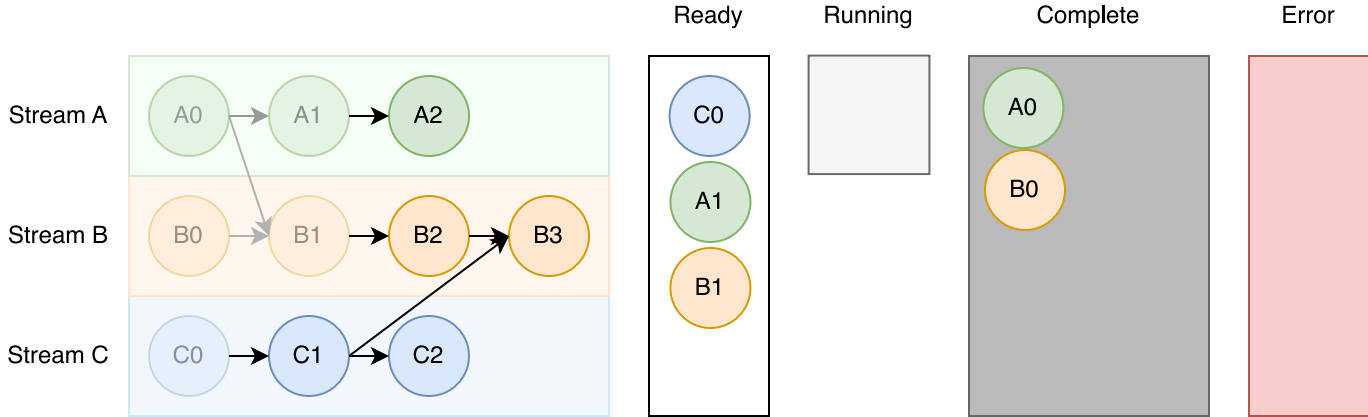 Ready
Running
Complete
Error
Stream A
A0
A1
A2
Stream B
B0
B1
B2
B3
Stream C
C0
C1
C2
C0
A1
B1
A0
B0